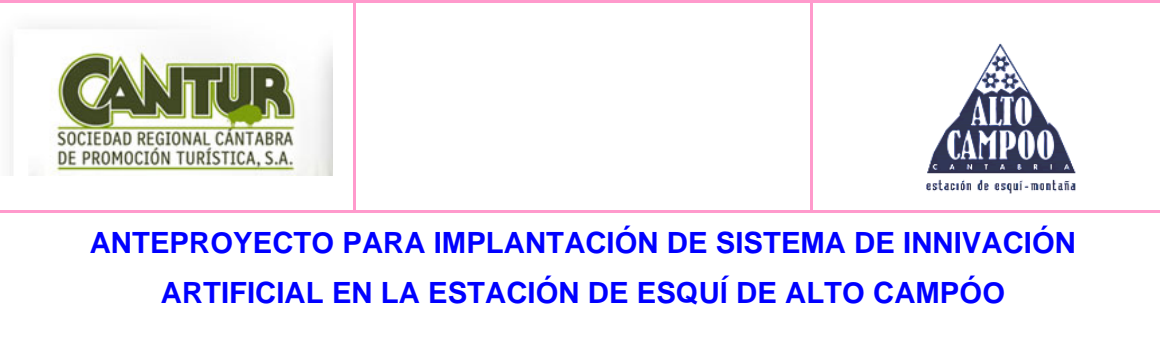 CANTUR
SOCIEDAD REGIONAL CÁNTABRA
DE PROMOCIÓN TURÍSTICA, S.A.
ALTO
CAMPOO
CANTABRIA
estación de esquí-montaña
ANTEPROYECTO PARA IMPLANTACIÓN DE SISTEMA DE INNIVACIÓN
ARTIFICIAL EN LA ESTACIÓN DE ESQUÍ DE ALTO CAMPÓO